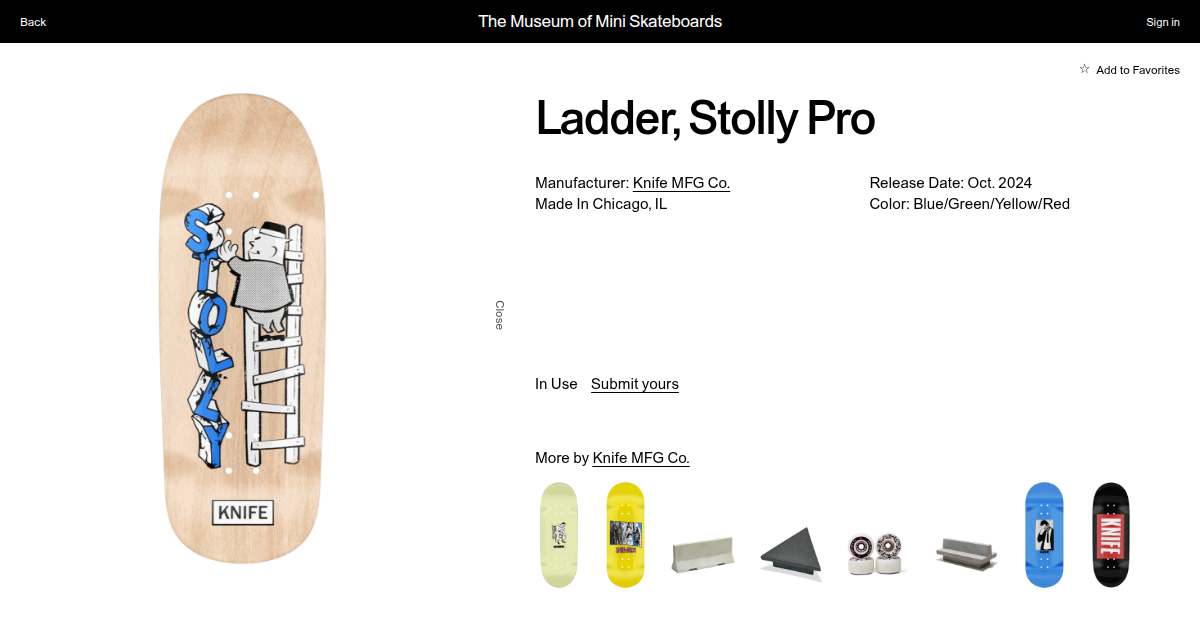 Back
The Museum of Mini Skateboards
Sign in
☆ Add to Favorites
Ladder, Stolly Pro
Manufacturer: Knife MFG Co.
Made In Chicago, IL
Release Date: Oct. 2024
Color: Blue/Green/Yellow/Red
STOLLY
KNIFE
Close
In Use Submit yours
More by Knife MFG Co.
KNIFE